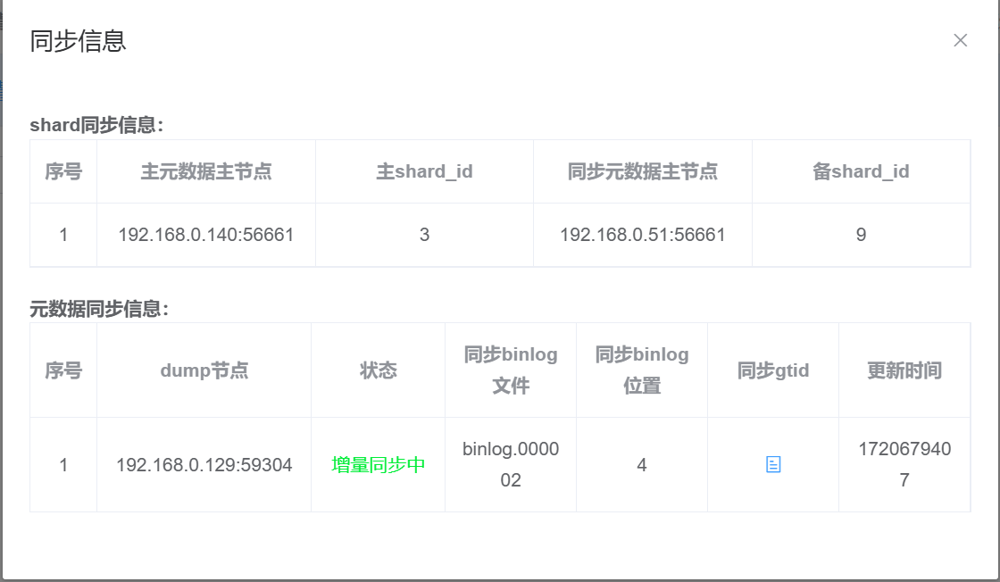 同步信息
shard同步信息：
序号 主元数据主节点 主shard_id 同步元数据主节点 备shard_id
1 192.168.0.140:56661 3 192.168.0.51:56661 9
元数据同步信息：
序号 dump节点 状态 同步binlog 同步binlog 同步gtid 更新时间
文件 位置
1 192.168.0.129:59304 增量同步中 binlog.0000 4 172067940
02 7